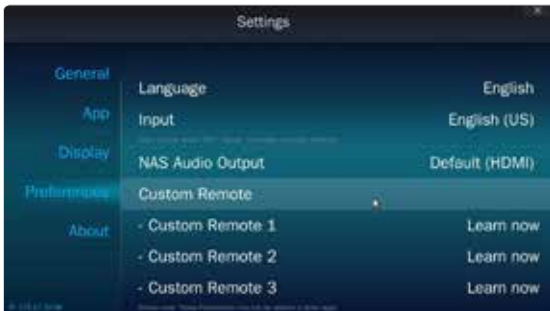 Settings
General
App
Display
Preferences
About
Language English
Input English (US)
NAS Audio Output Default (HDMI)
Custom Remote
- Custom Remote 1 Learn now
- Custom Remote 2 Learn now
- Custom Remote 3 Learn now